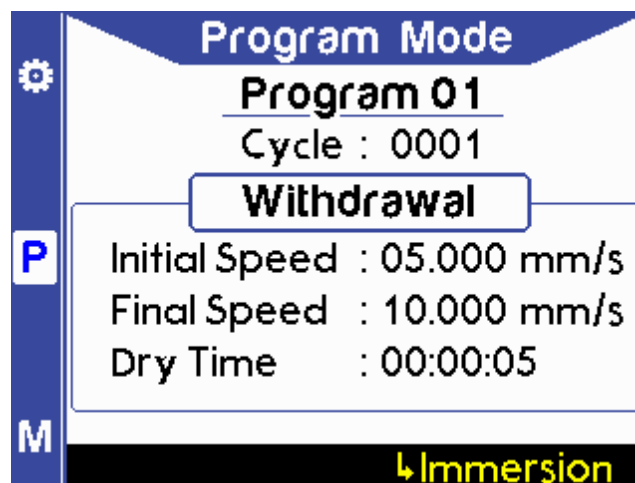 Program Mode
Program 01
Cycle : 0001
Withdrawal
P
Initial Speed : 05.000 mm/s
Final Speed : 10.000 mm/s
Dry Time : 00:00:05
M
↳Immersion